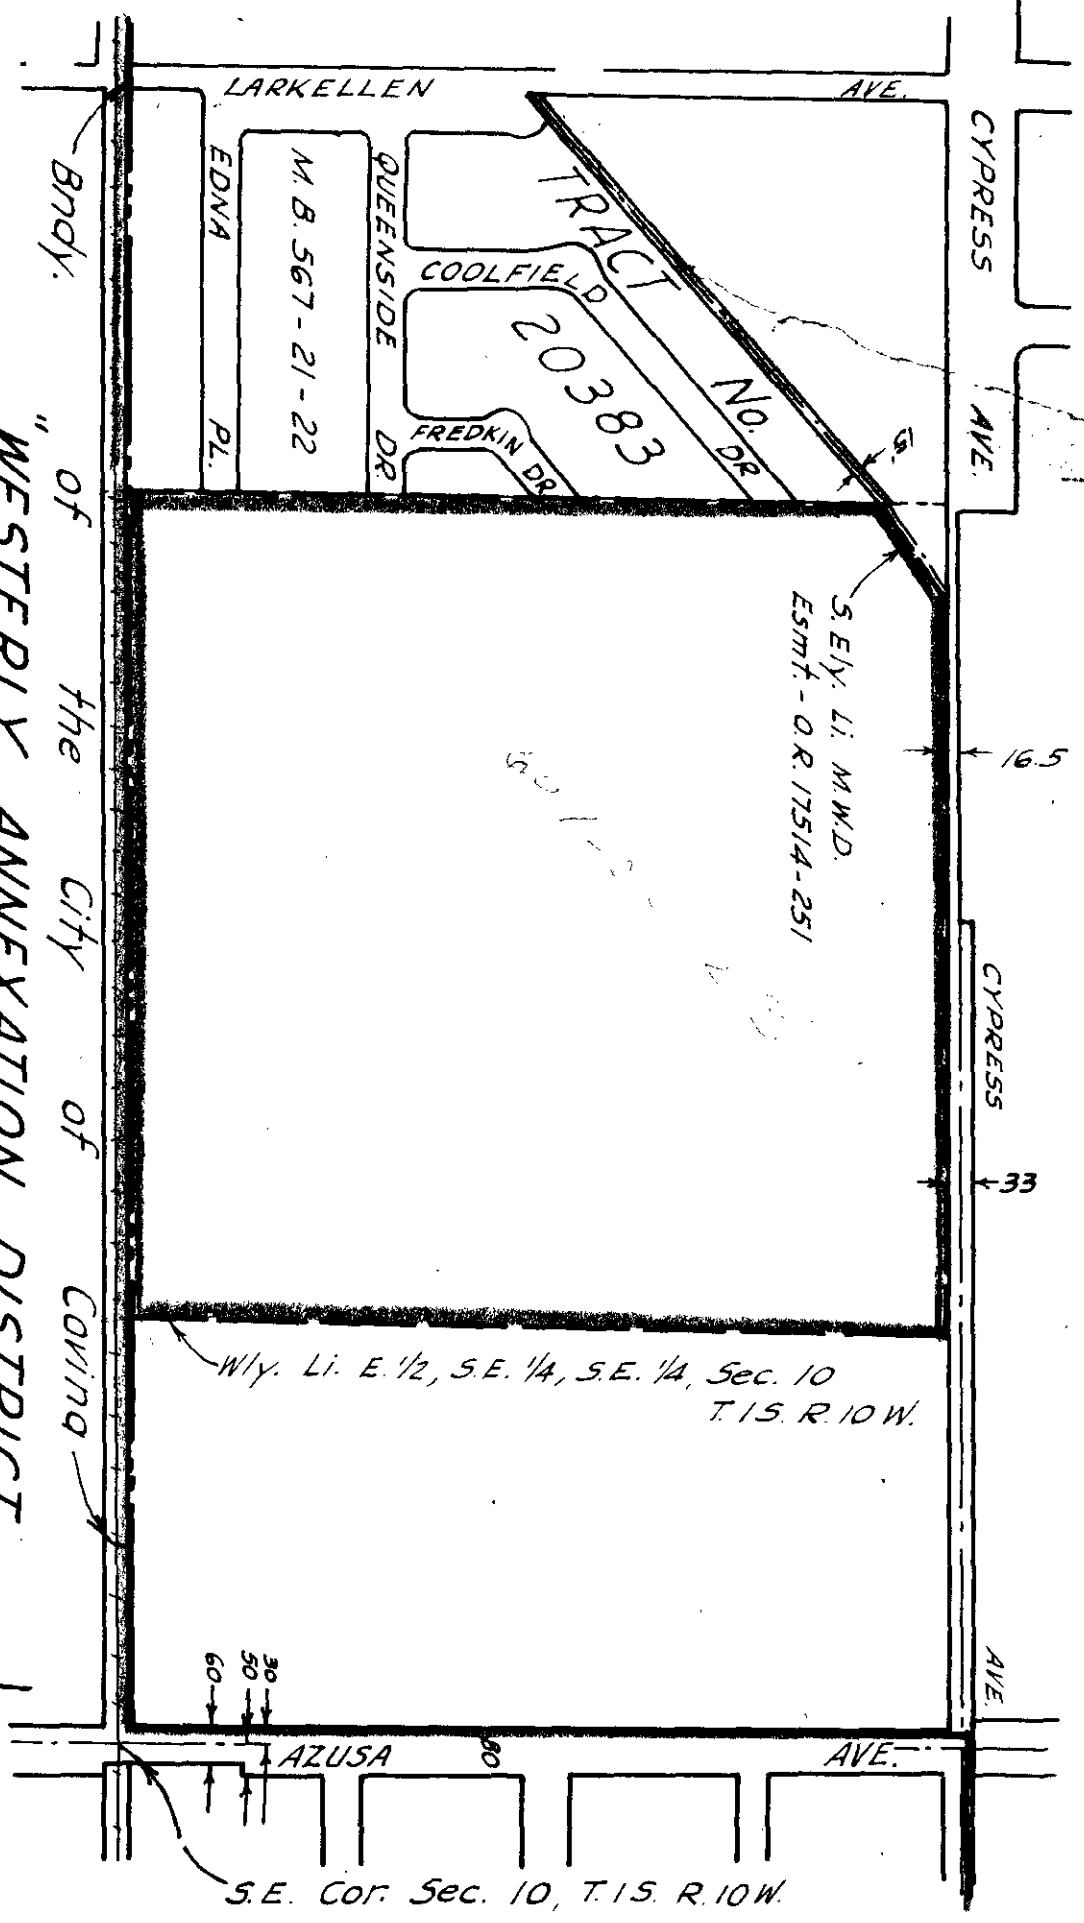 LARKELLEN AVE.
CYPRESS AVE.
EDNA PL.
M.B. 567-21-22
QUEENSIDE DR
COOLFIELD DR
FREDKIN DR
TRACT No.
20383
15'
S. Ely. Li. M.W.D.
Esmt. - O.R. 17514-251
16.5
CYPRESS AVE.
33
Wly. Li. E. 1/2, S.E. 1/4, S.E. 1/4, Sec. 10
T. 1 S. R. 10 W.
Bndy. of the City of Covina
"WESTERLY ANNEXATION DISTRICT
30
50
60
AZUSA AVE.
80
S.E. Cor. Sec. 10, T. 1 S. R. 10 W.